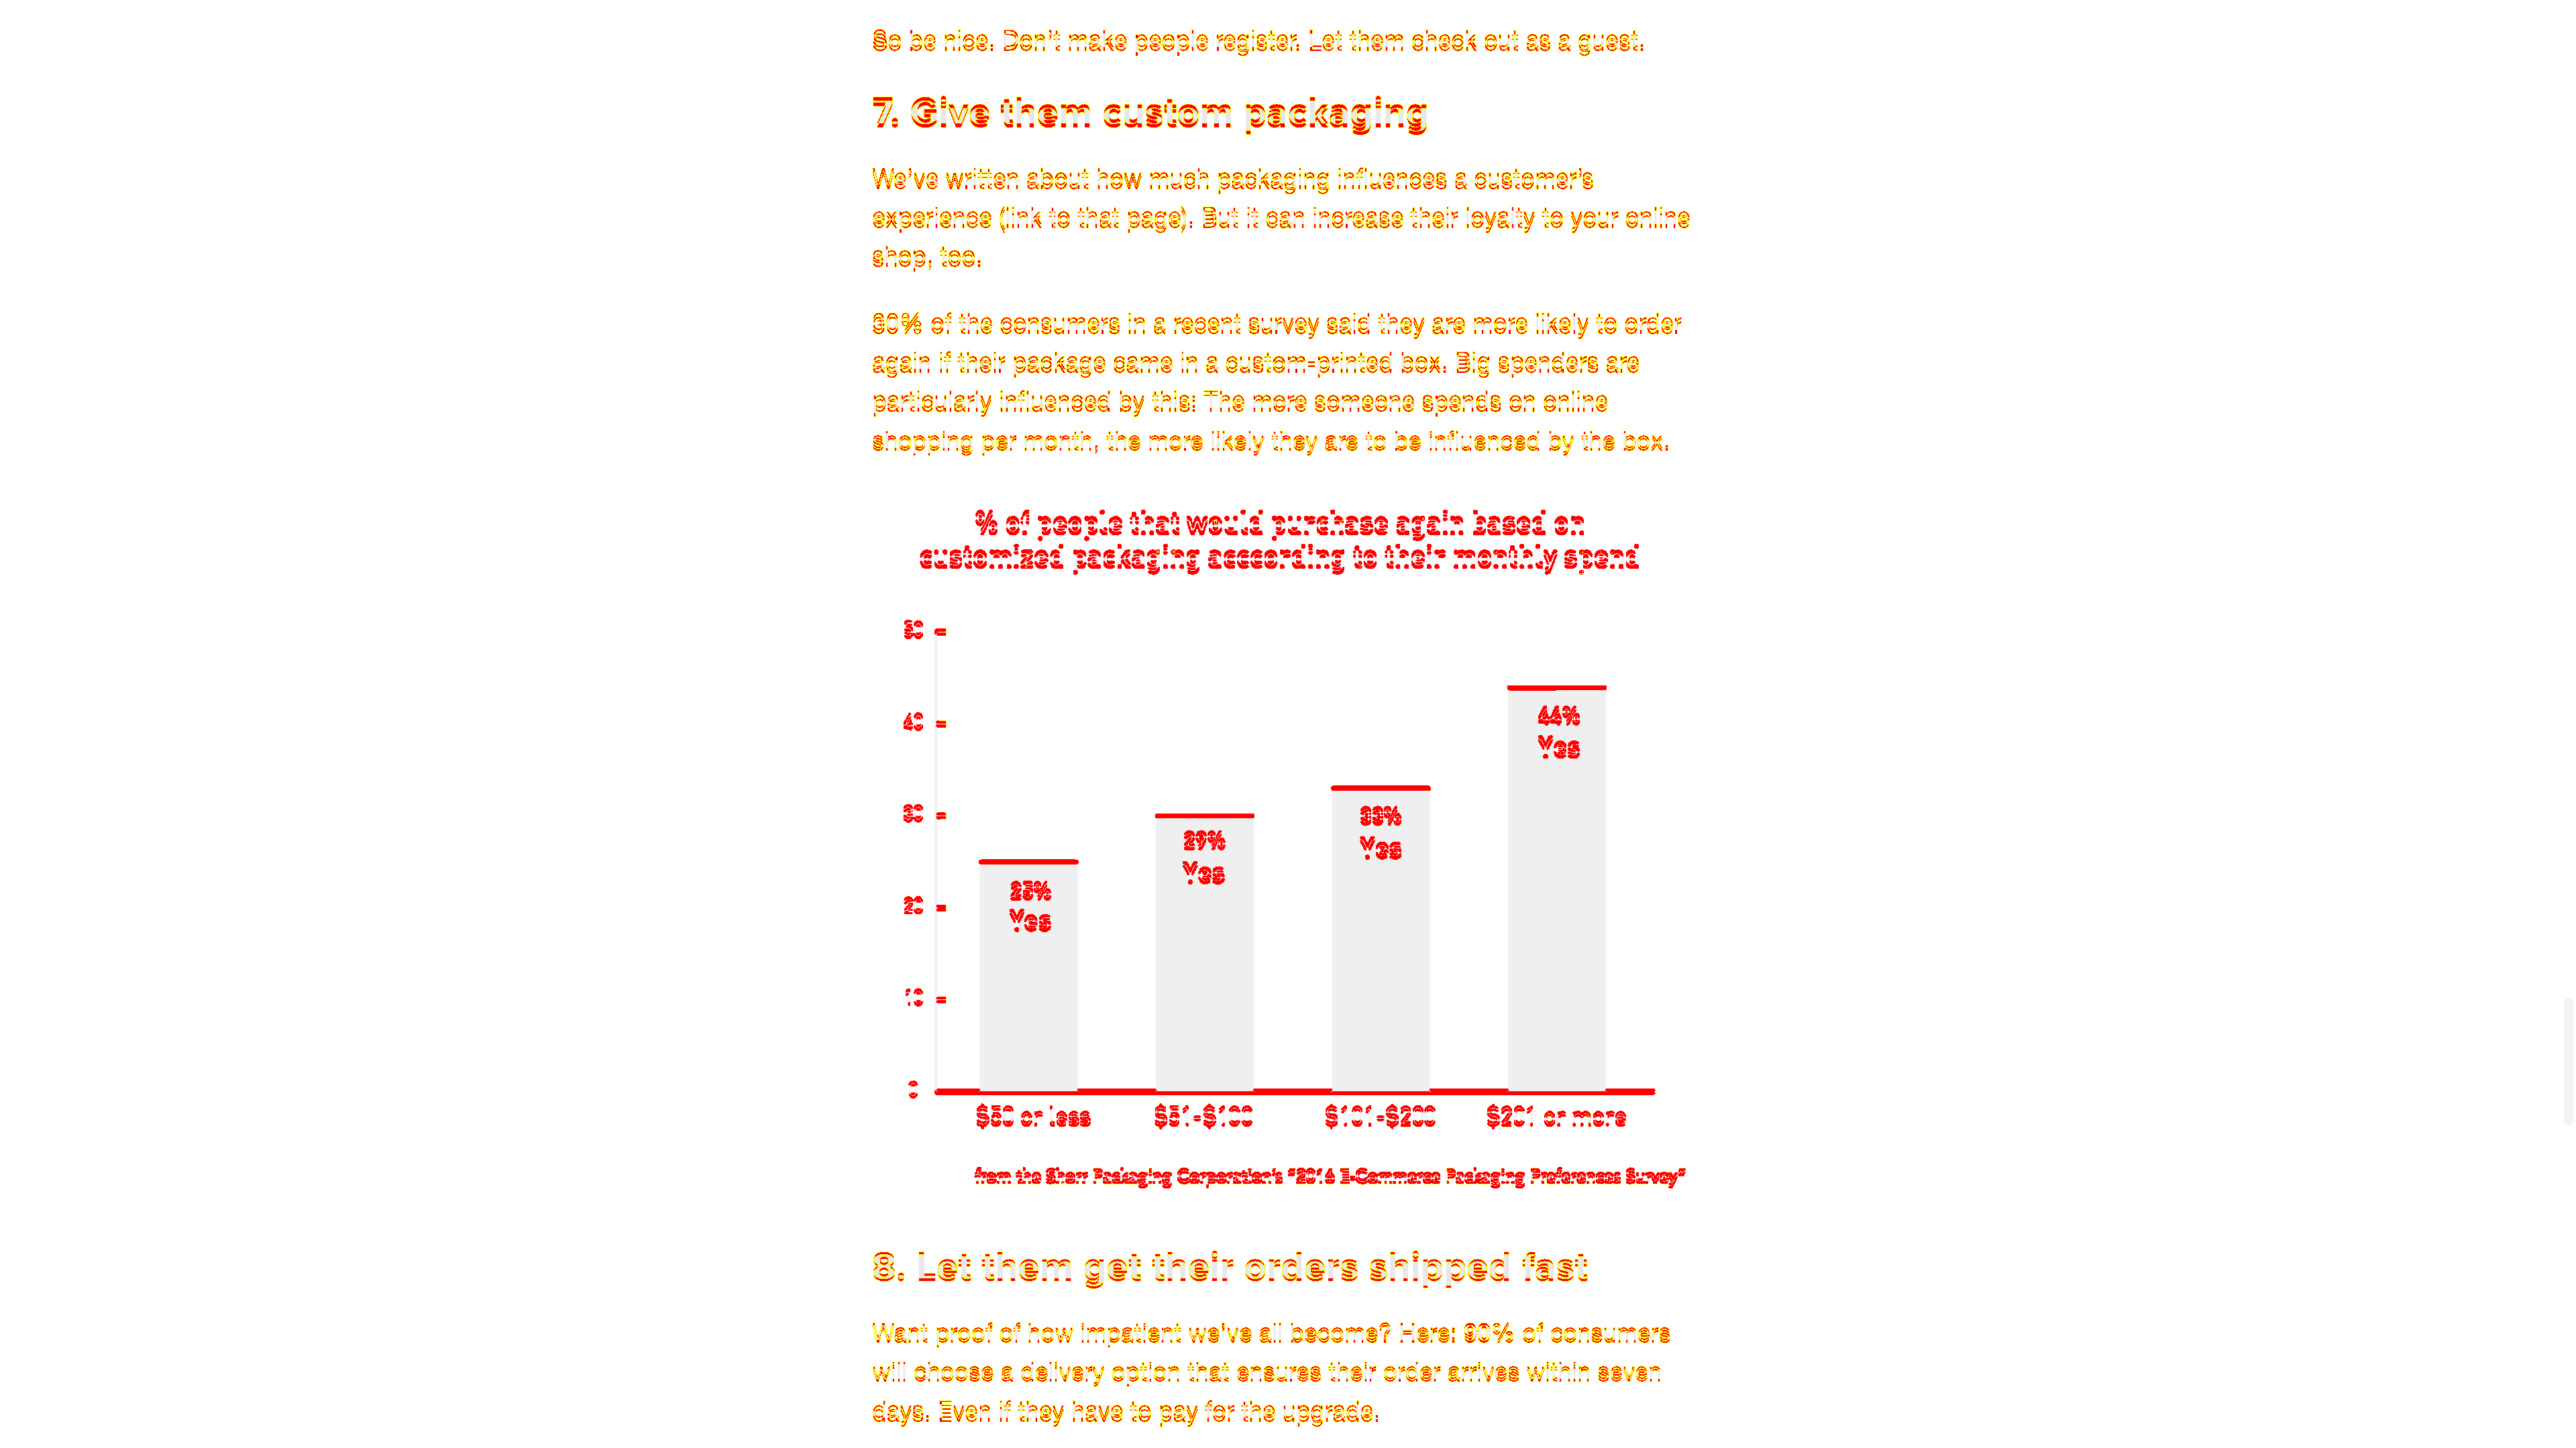 So be nice. Don't make people register. Let them check out as a guest.
7. Give them custom packaging
We've written about how much packaging influences a customer's
experience (link to that page). But it can increase their loyalty to your online
shop, too.
30% of the consumers in a recent survey said they are more likely to order
again if their package came in a custom-printed box. Big spenders are
particularly influenced by this: The more someone spends on online
shopping per month, the more likely they are to be influenced by the box.
% of people that would purchase again based on
customized packaging acccording to their monthly spend
50
40
30
20
10
0
25%
Yes
29%
Yes
33%
Yes
44%
Yes
$50 or less
$51-$100
$101-$200
$201 or more
from the Shorr Packaging Corporation's "2016 E-Commerce Packaging Preferences Survey"
8. Let them get their orders shipped fast
Want proof of how impatient we've all become? Here: 90% of consumers
will choose a delivery option that ensures their order arrives within seven
days. Even if they have to pay for the upgrade.